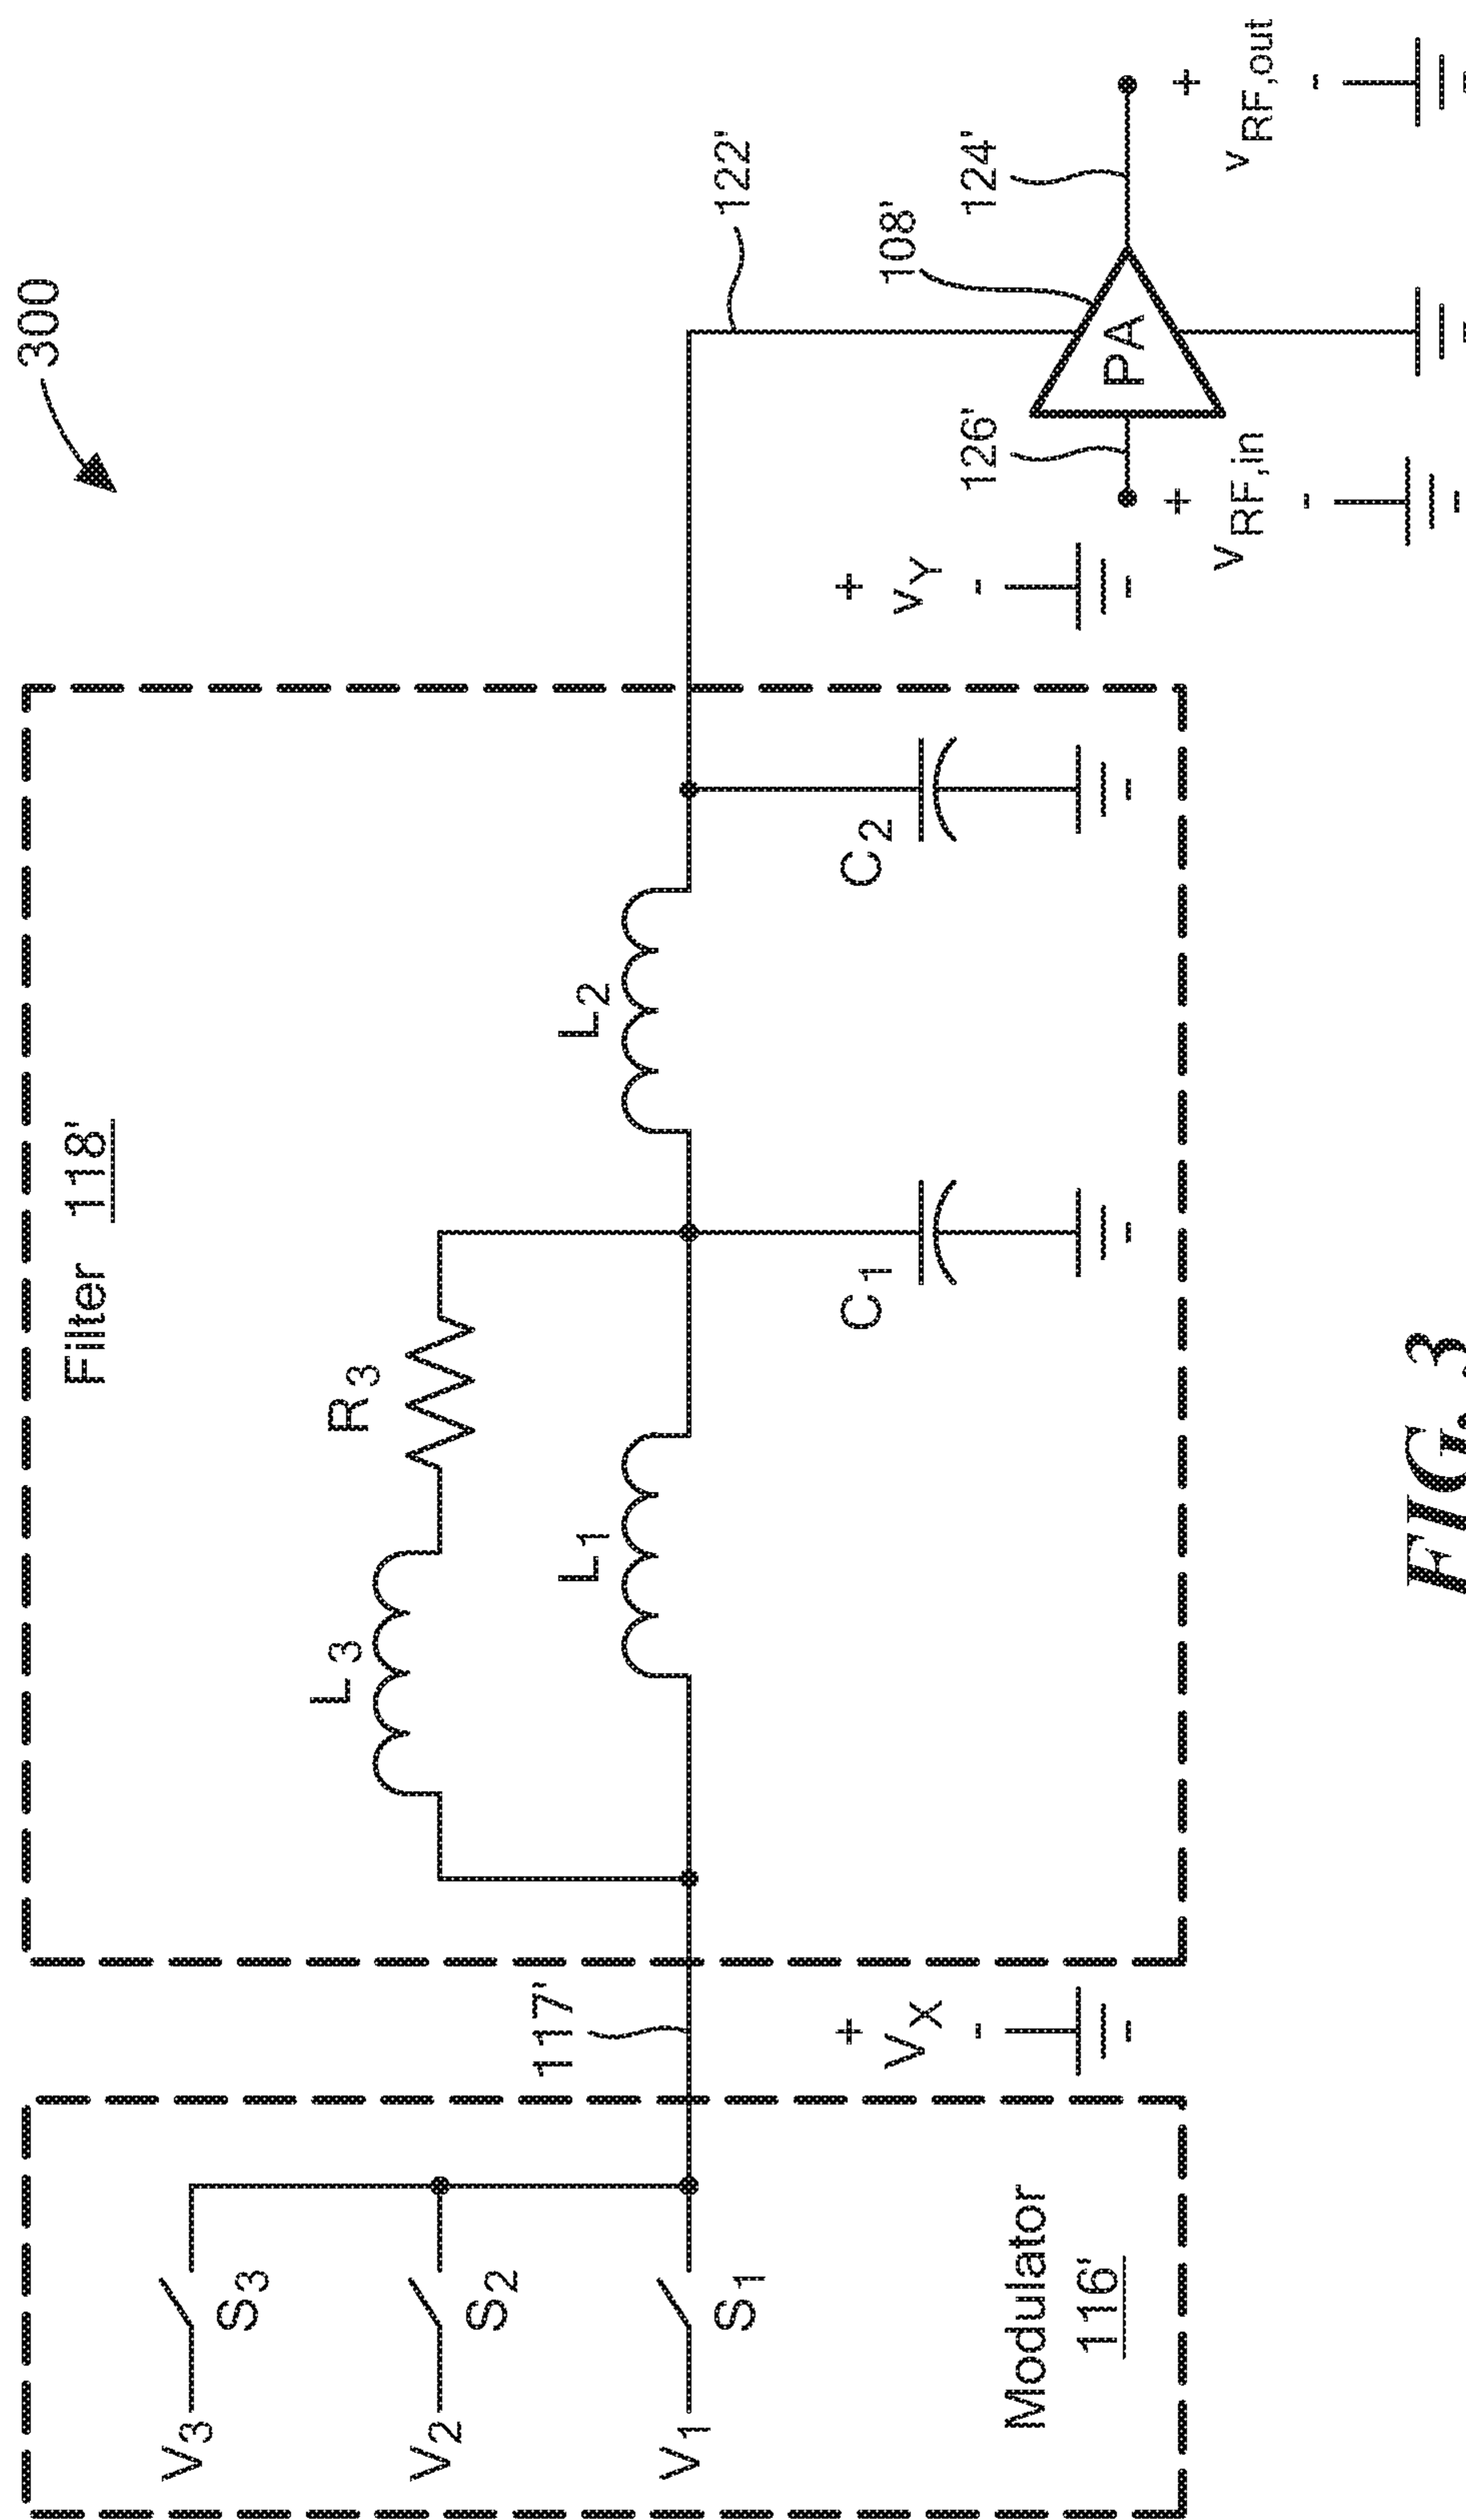 300
Filter 118'
V3
S3
V2
S2
V1
S1
Modulator
116'
117'
+
VX
-
L3
R3
L1
C1
L2
C2
+
vY
-
122'
108'
126'
124'
PA
+
vRF,in
-
+
vRF,out
-
FIG. 3